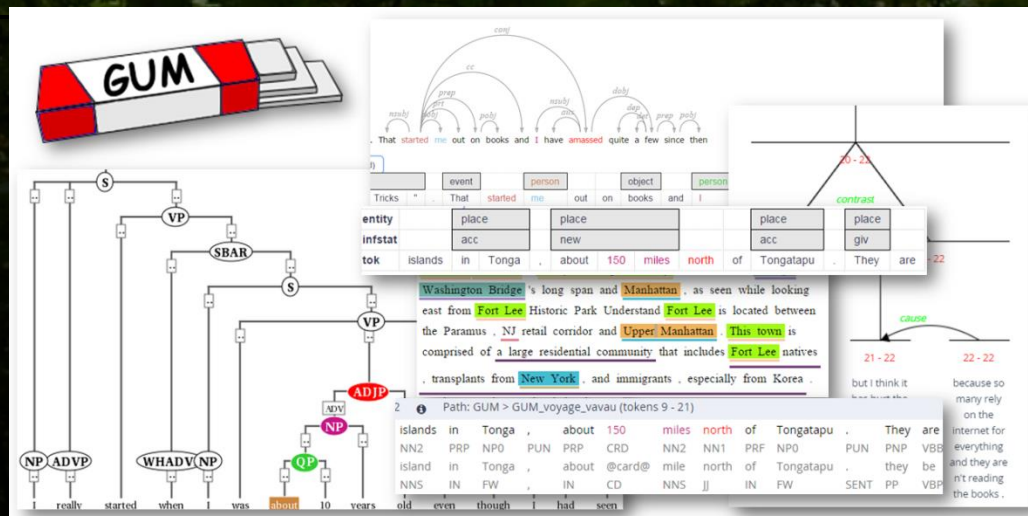 GUM
conj
cc
prep
prt
nsubj
pobj
pobj
nsubj
aux
dobj
dep
det
prep
pobj
. That started me out on books and I have amassed quite a few since then
event person object person
Tricks " . That started me out on books and I
entity place place place place
infstat acc new acc giv
tok islands in Tonga , about 150 miles north of Tongatapu . They are
Washington Bridge 's long span and Manhattan , as seen while looking
east from Fort Lee Historic Park Understand Fort Lee is located between
the Paramus , NJ retail corridor and Upper Manhattan . This town is
comprised of a large residential community that includes Fort Lee natives
, transplants from New York , and immigrants , especially from Korea .
2 Path: GUM > GUM_voyage_vavau (tokens 9 - 21)
islands in Tonga , about 150 miles north of Tongatapu . They are
NN2 PRP NP0 PUN PRP CRD NN2 NN1 PRF NP0 PUN PNP VBB
island in Tonga , about @card@ mile north of Tongatapu . they be
NNS IN FW , IN CD NNS JJ IN FW SENT PP VBP
20 - 22
contrast
- 22
cause
21 - 22 22 - 22
but I think it
because so
many rely
on the
internet for
everything
and they are
n't reading
the books .
S
VP
SBAR
S
VP
ADJP
ADV
NP
QP
NP ADVP WHADV NP
I really started when I was about 10 years old even though I had seen